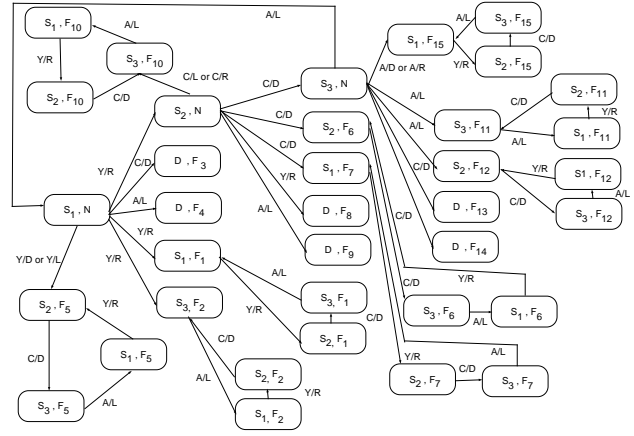 A/L
S1 , F10
A/L
Y/R
S3 , F10
S2 , F10
C/D
C/L or C/R
S1 , F15
A/L
S3 , F15
A/D or A/R
Y/R
C/D
S2 , F15
S3 , N
C/D
S2 , N
A/L
C/D
S2 , F11
Y/R
S3 , F11
A/L
S1 , F11
C/D
S2 , F6
A/L
C/D
D , F3
Y/R
C/D
S1 , F7
C/D
S2 , F12
Y/R
S1 , F12
A/L
C/D
S3 , F12
A/L
D , F4
Y/R
D , F8
D , F13
S1 , N
A/L
D , F9
C/D
D , F14
Y/R
S1 , F1
Y/D or Y/L
Y/R
A/L
C/D
Y/R
S2 , F5
Y/R
S3, F2
S3, F1
C/D
S3 , F6
A/L
S1 , F6
Y/R
S2, F1
C/D
S1 , F5
C/D
A/L
S2, F2
Y/R
Y/R
A/L
S2 , F7
C/D
S3 , F7
S3 , F5
A/L
S1, F2